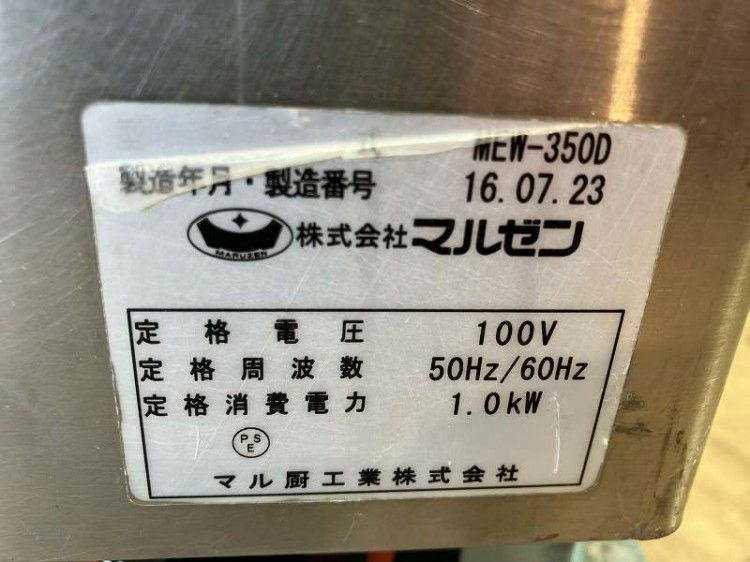 式 MEW-350D
製造年月・製造番号 16.07.23
MARUZEN 株式会社 マルゼン
定格電圧 100V
定格周波数 50Hz/60Hz
定格消費電力 1.0kW
PSE
マル厨工業株式会社